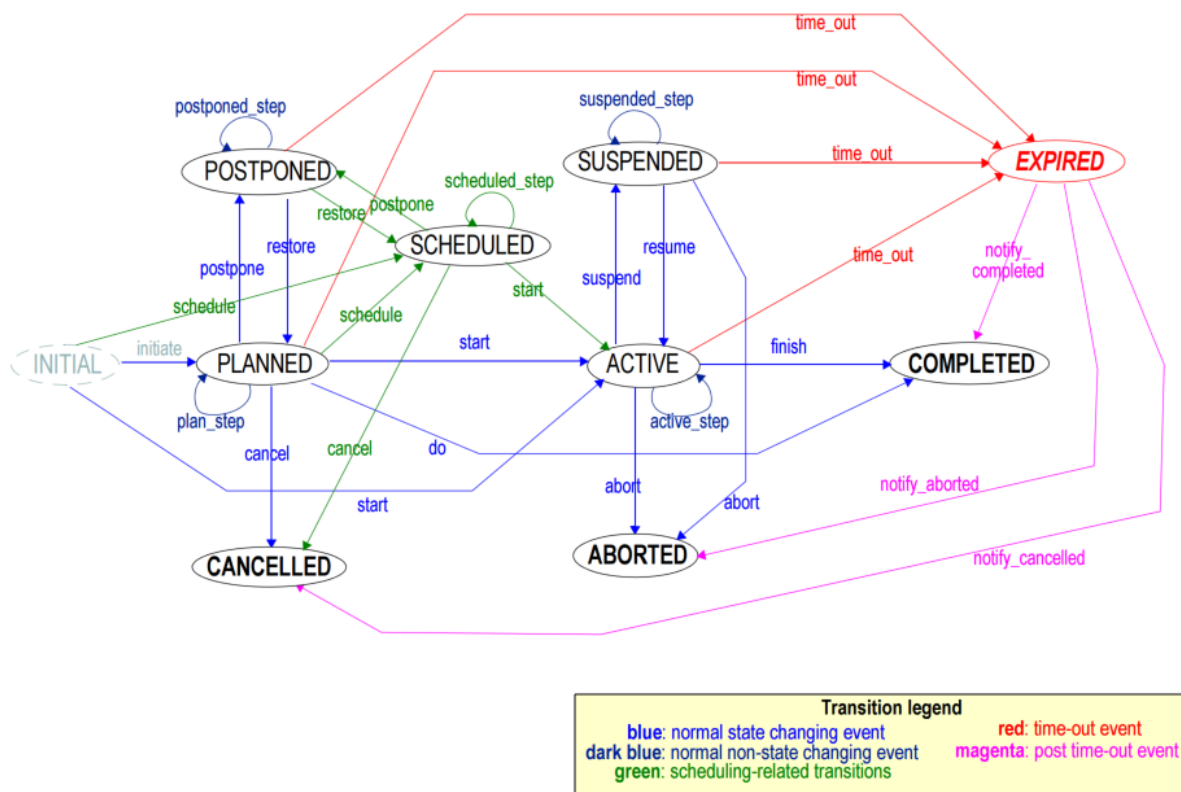 time_out
time_out
postponed_step
suspended_step
POSTPONED
SUSPENDED
time_out
EXPIRED
scheduled_step
postpone
restore
SCHEDULED
restore
resume
notify_
completed
postpone
suspend
time_out
start
schedule
schedule
INITIAL
initiate
PLANNED
start
ACTIVE
finish
COMPLETED
plan_step
active_step
cancel
do
cancel
start
abort
abort
notify_aborted
CANCELLED
ABORTED
notify_cancelled
Transition legend
blue: normal state changing event
red: time-out event
dark blue: normal non-state changing event
magenta: post time-out event
green: scheduling-related transitions